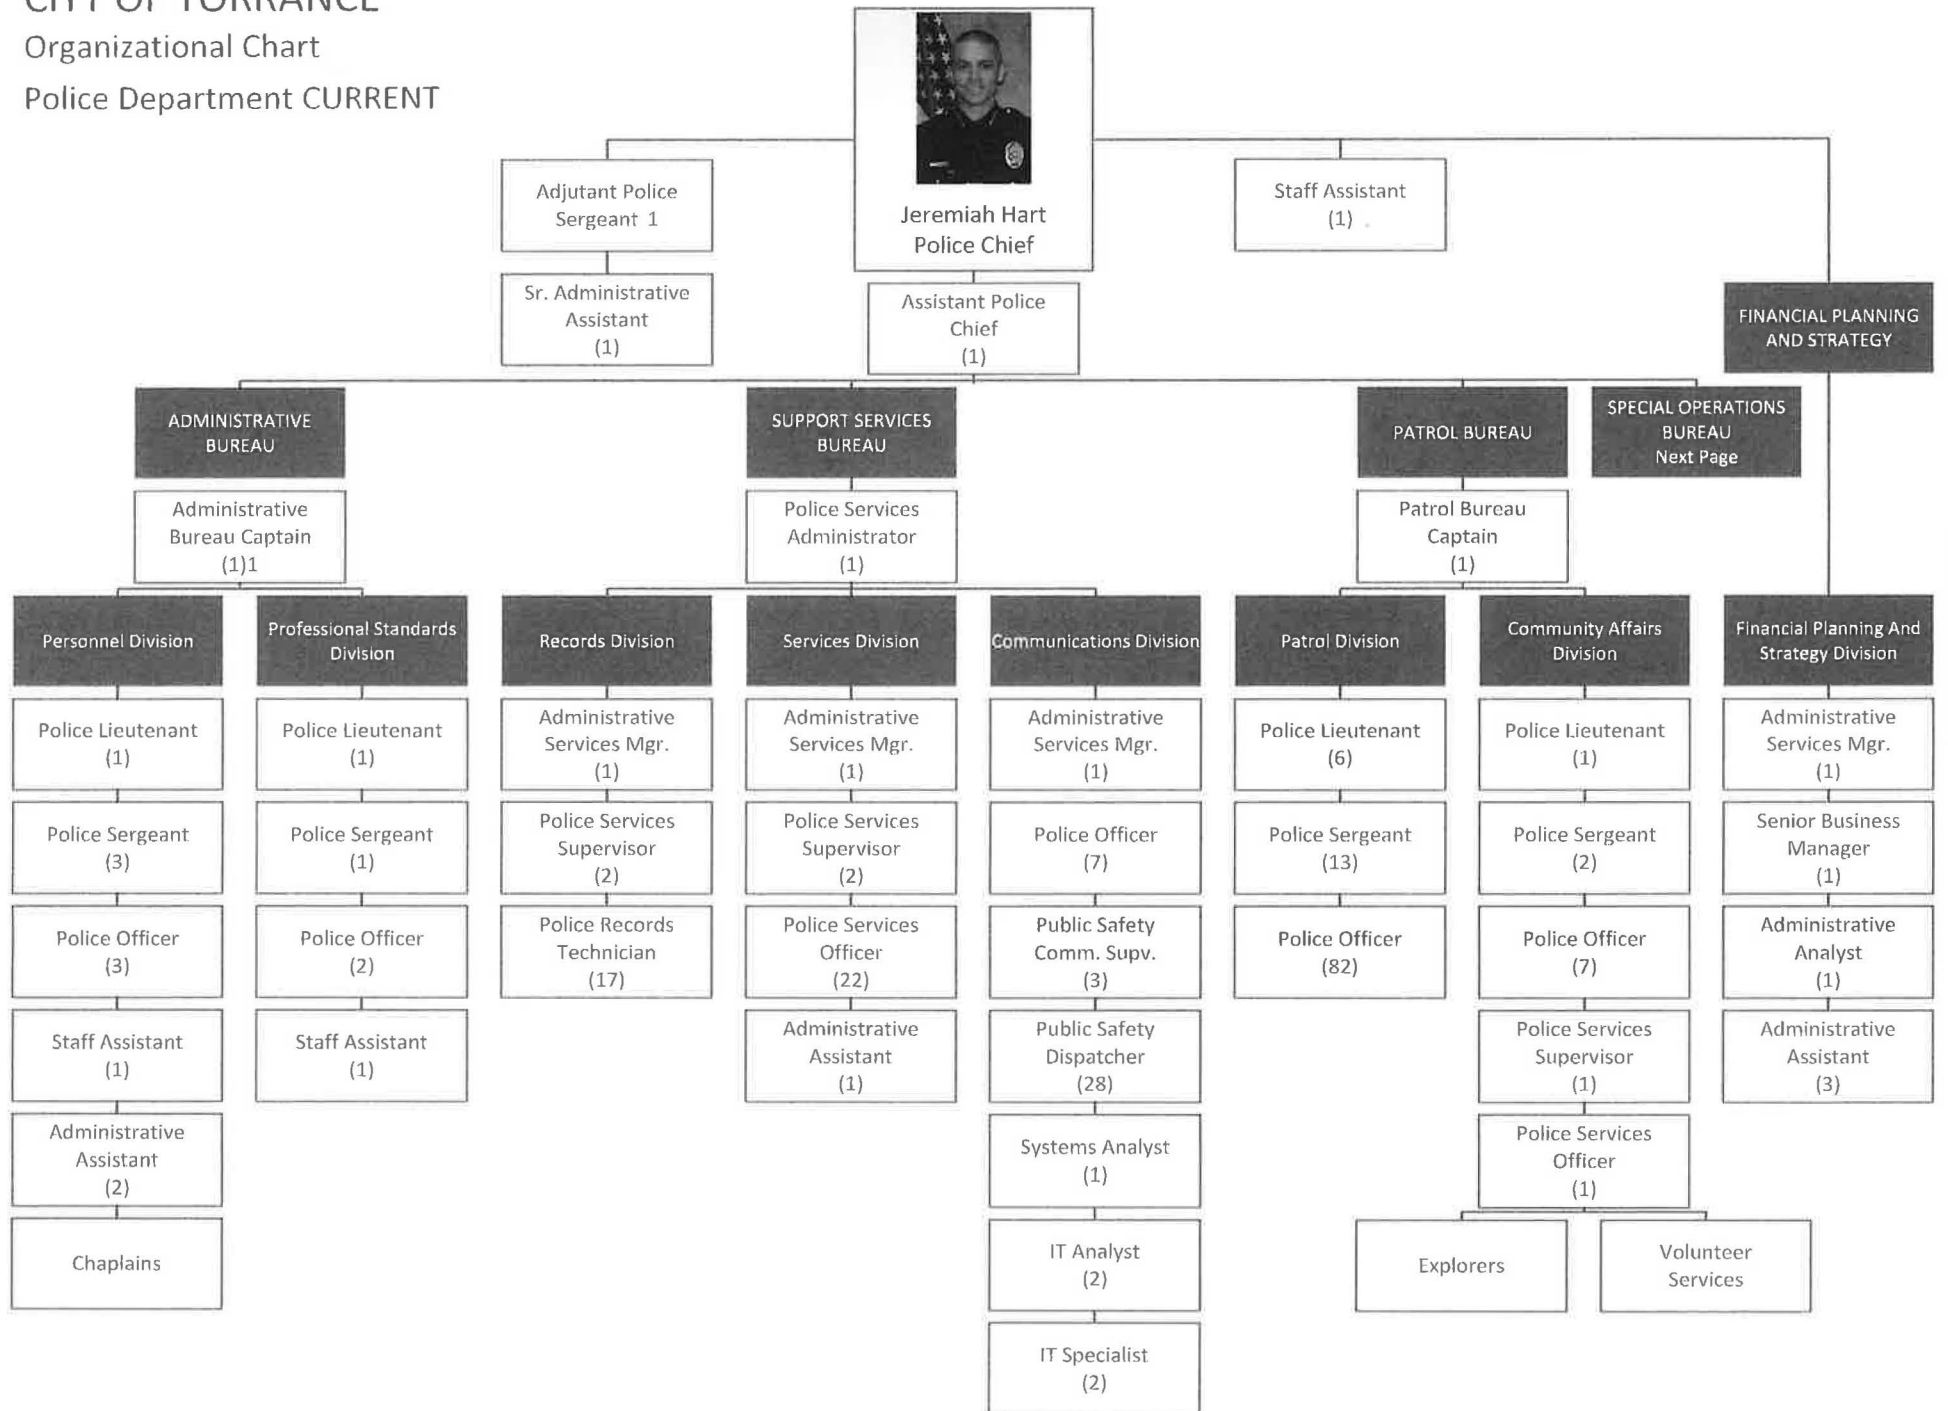 CITY OF TORRANCE
Organizational Chart
Police Department CURRENT
Jeremiah Hart
Police Chief
Adjutant Police
Sergeant 1
Sr. Administrative
Assistant
(1)
Staff Assistant
(1)
Assistant Police
Chief
(1)
FINANCIAL PLANNING
AND STRATEGY
ADMINISTRATIVE
BUREAU
SUPPORT SERVICES
BUREAU
PATROL BUREAU
SPECIAL OPERATIONS
BUREAU
Next Page
Administrative
Bureau Captain
(1)1
Police Services
Administrator
(1)
Patrol Bureau
Captain
(1)
Personnel Division
Police Lieutenant
(1)
Police Sergeant
(3)
Police Officer
(3)
Staff Assistant
(1)
Administrative
Assistant
(2)
Chaplains
Professional Standards
Division
Police Lieutenant
(1)
Police Sergeant
(1)
Police Officer
(2)
Staff Assistant
(1)
Records Division
Administrative
Services Mgr.
(1)
Police Services
Supervisor
(2)
Police Records
Technician
(17)
Services Division
Administrative
Services Mgr.
(1)
Police Services
Supervisor
(2)
Police Services
Officer
(22)
Administrative
Assistant
(1)
Communications Division
Administrative
Services Mgr.
(1)
Police Officer
(7)
Public Safety
Comm. Supv.
(3)
Public Safety
Dispatcher
(28)
Systems Analyst
(1)
IT Analyst
(2)
IT Specialist
(2)
Patrol Division
Police Lieutenant
(6)
Police Sergeant
(13)
Police Officer
(82)
Community Affairs
Division
Police Lieutenant
(1)
Police Sergeant
(2)
Police Officer
(7)
Police Services
Supervisor
(1)
Police Services
Officer
(1)
Explorers
Volunteer
Services
Financial Planning And
Strategy Division
Administrative
Services Mgr.
(1)
Senior Business
Manager
(1)
Administrative
Analyst
(1)
Administrative
Assistant
(3)